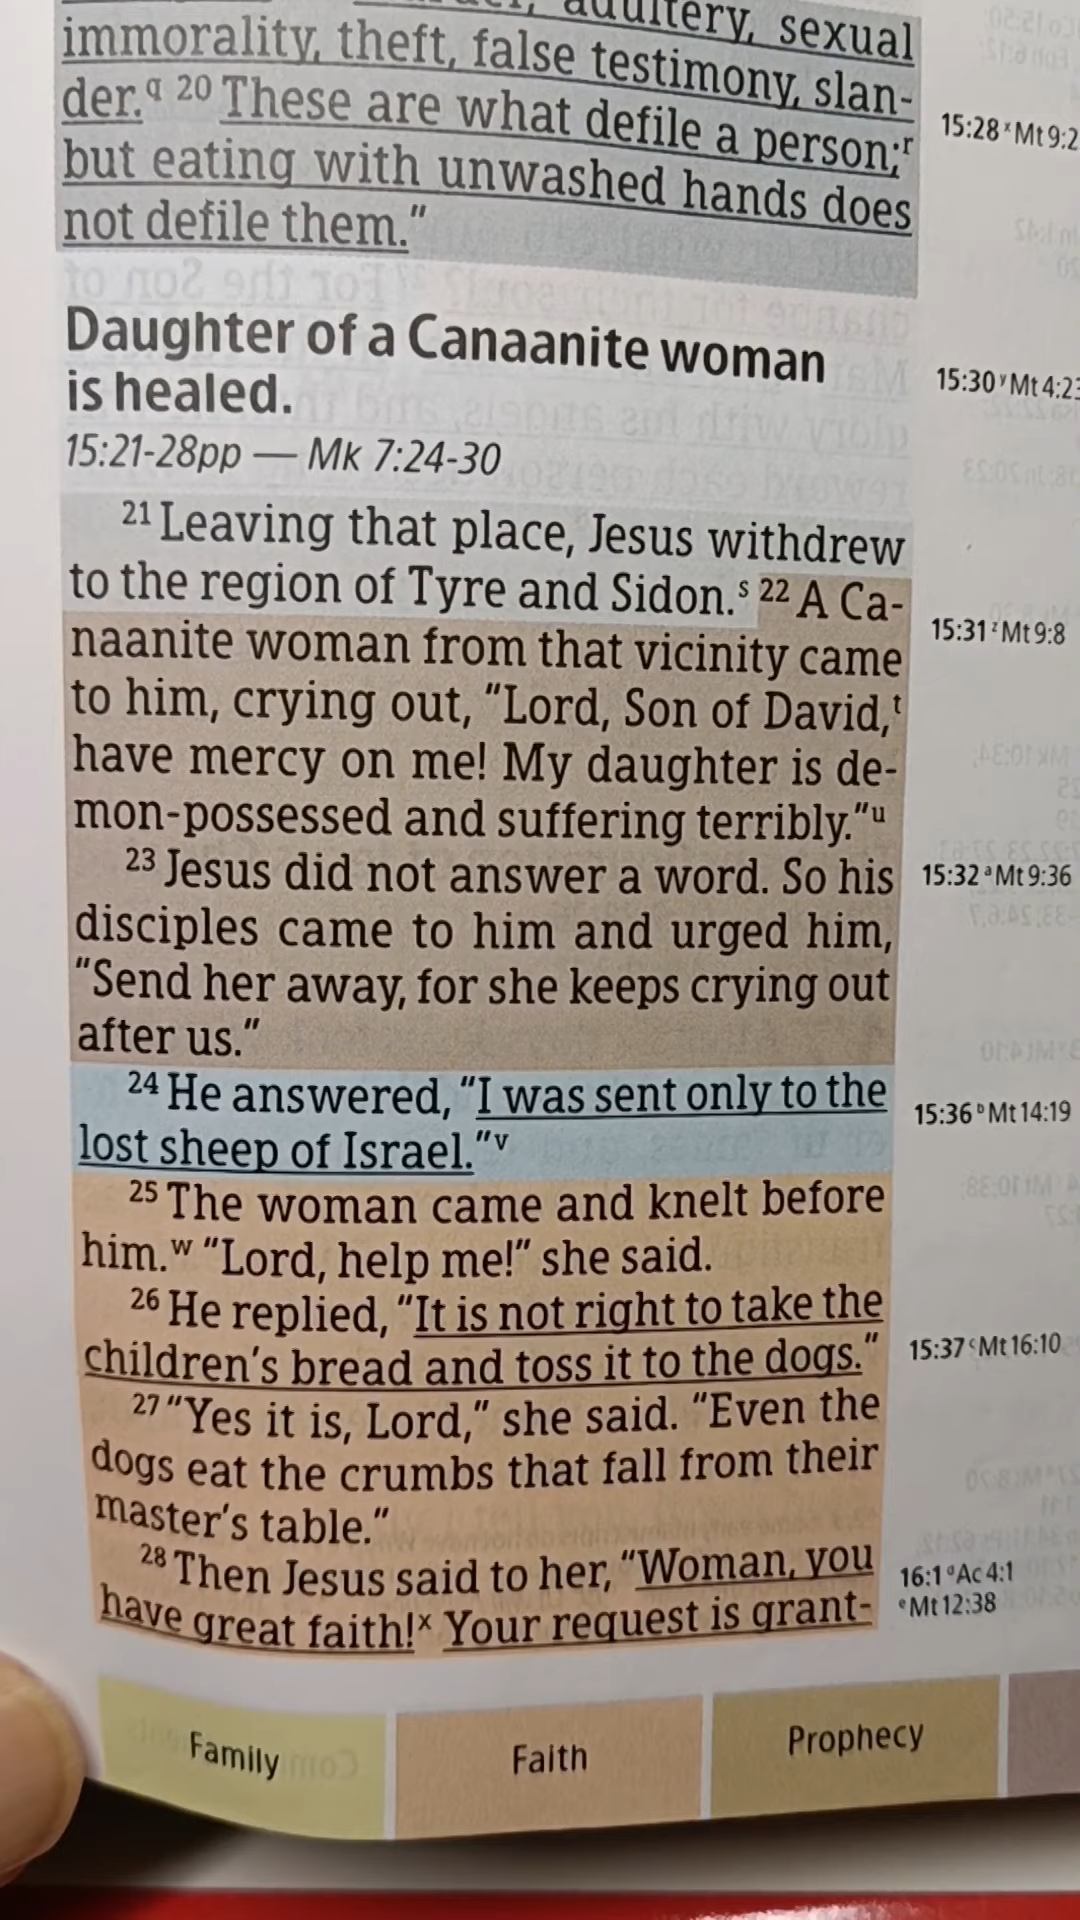 adultery, sexual
immorality, theft, false testimony, slan-
der.q 20 These are what defile a person;r
but eating with unwashed hands does
not defile them."
Daughter of a Canaanite woman
is healed.
15:21-28pp — Mk 7:24-30
21 Leaving that place, Jesus withdrew
to the region of Tyre and Sidon.s 22 A Ca-
naanite woman from that vicinity came
to him, crying out, "Lord, Son of David,t
have mercy on me! My daughter is de-
mon-possessed and suffering terribly."u
23 Jesus did not answer a word. So his
disciples came to him and urged him,
"Send her away, for she keeps crying out
after us."
24 He answered, "I was sent only to the
lost sheep of Israel."v
25 The woman came and knelt before
him.w "Lord, help me!" she said.
26 He replied, "It is not right to take the
children's bread and toss it to the dogs."
27 "Yes it is, Lord," she said. "Even the
dogs eat the crumbs that fall from their
master's table."
28 Then Jesus said to her, "Woman, you
have great faith!x Your request is grant-
15:28 x Mt 9:2
15:30 y Mt 4:23
15:31 z Mt 9:8
15:32 a Mt 9:36
15:36 b Mt 14:19
15:37 c Mt 16:10
16:1 d Ac 4:1
e Mt 12:38
Family
Faith
Prophecy